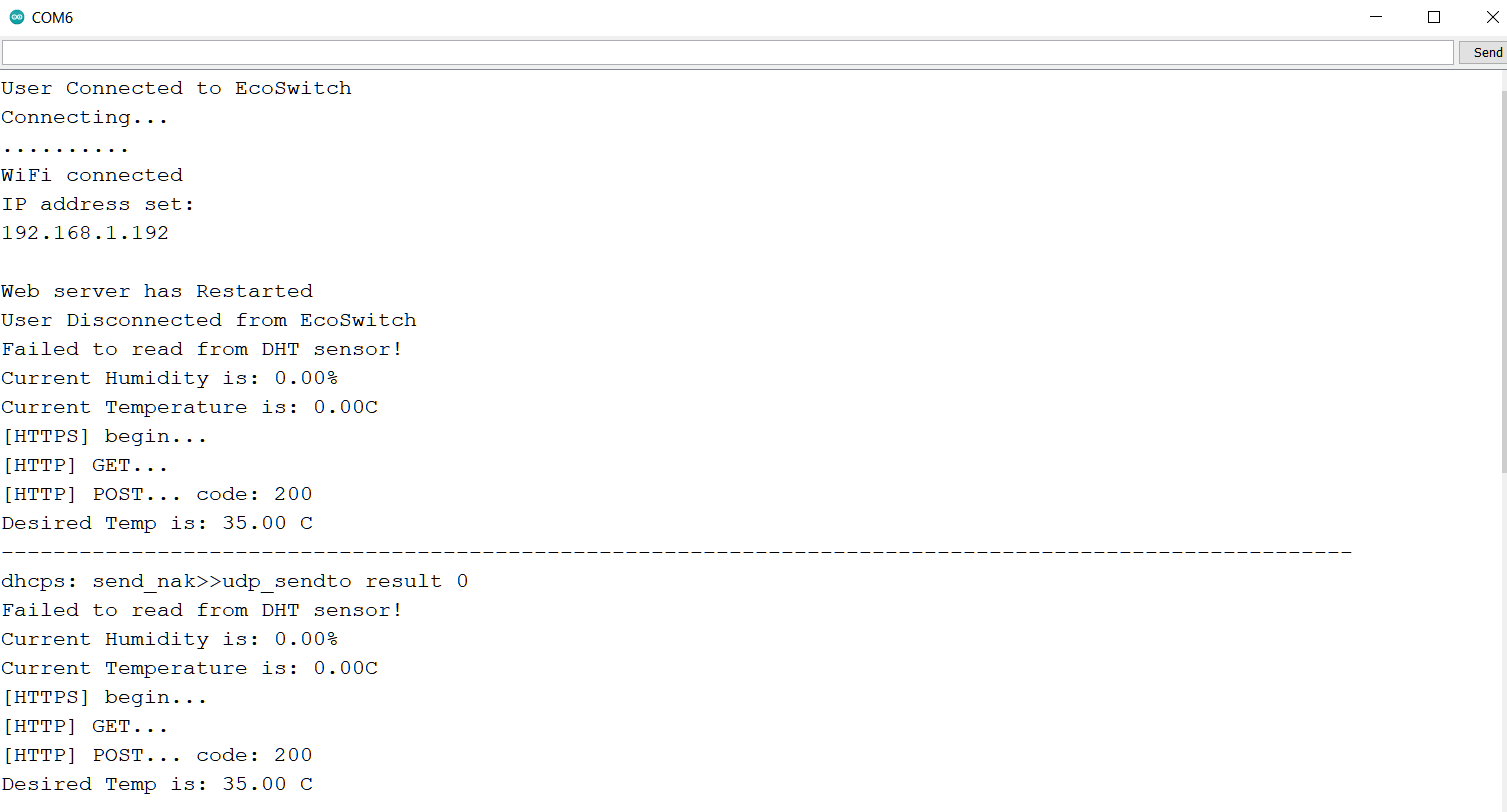 COM6
Send
User Connected to EcoSwitch
Connecting...
..........
WiFi connected
IP address set:
192.168.1.192
Web server has Restarted
User Disconnected from EcoSwitch
Failed to read from DHT sensor!
Current Humidity is: 0.00%
Current Temperature is: 0.00C
[HTTPS] begin...
[HTTP] GET...
[HTTP] POST... code: 200
Desired Temp is: 35.00 C
--------------------------------------------------------------------------------------------------------
dhcps: send_nak>>udp_sendto result 0
Failed to read from DHT sensor!
Current Humidity is: 0.00%
Current Temperature is: 0.00C
[HTTPS] begin...
[HTTP] GET...
[HTTP] POST... code: 200
Desired Temp is: 35.00 C